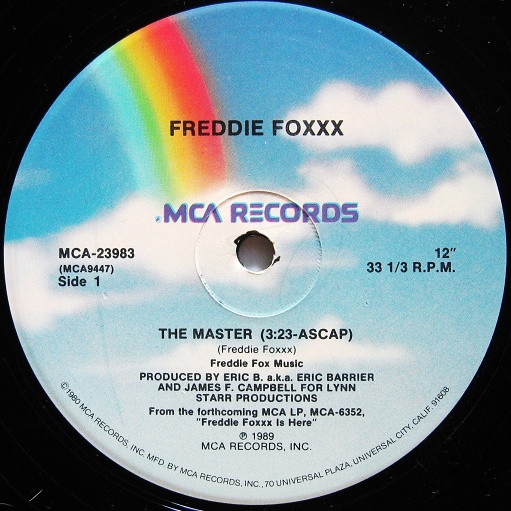 FREDDIE FOXXX
MCA RECORDS
MCA-23983
(MCA9447)
Side 1
12"
33 1/3 R.P.M.
THE MASTER (3:23-ASCAP)
(Freddie Foxxx)
Freddie Fox Music
PRODUCED BY ERIC B. a.k.a. ERIC BARRIER
AND JAMES F. CAMPBELL FOR LYNN
STARR PRODUCTIONS
From the forthcoming MCA LP, MCA-6352,
"Freddie Foxxx Is Here"
℗ 1989
MCA RECORDS, INC.
©1980 MCA RECORDS, INC. MFD. BY MCA RECORDS, INC., 70 UNIVERSAL PLAZA, UNIVERSAL CITY, CALIF. 91608